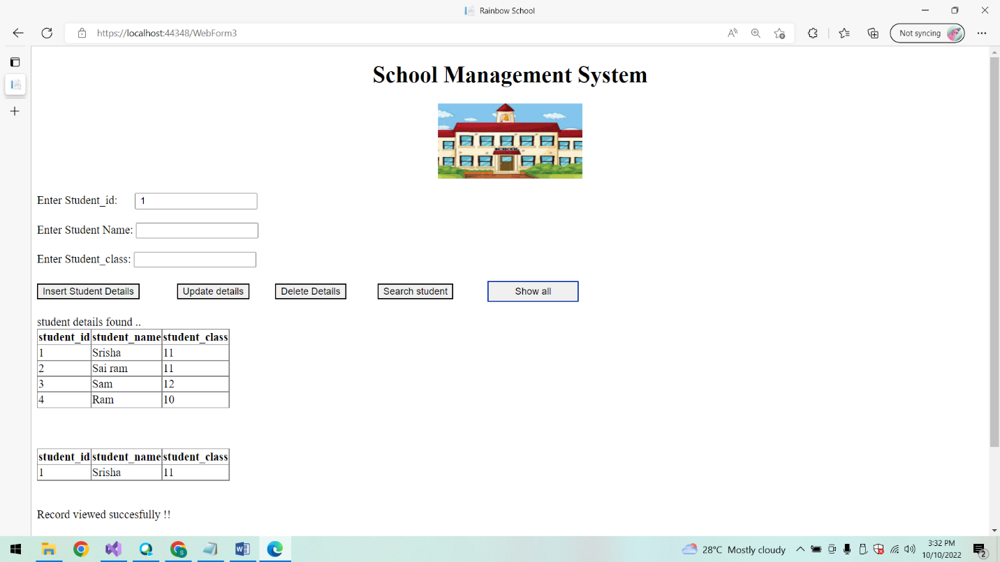 Rainbow School
https://localhost:44348/WebForm3
Not syncing
School Management System
SCHOOL
Enter Student_id: 1
Enter Student Name:
Enter Student_class:
Insert Student Details Update details Delete Details Search student Show all
student details found ..
student_id student_name student_class
1 Srisha 11
2 Sai ram 11
3 Sam 12
4 Ram 10
student_id student_name student_class
1 Srisha 11
Record viewed succesfully !!
28°C Mostly cloudy
3:32 PM
10/10/2022
2